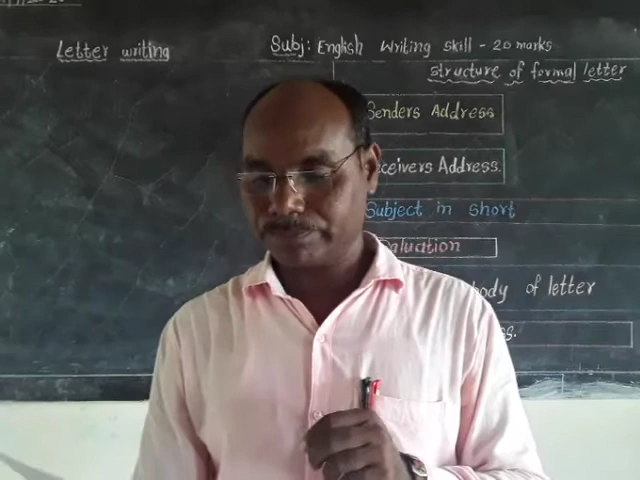 Letter writing
Subj: English Writing skill - 20 marks
Structure of formal letter
Senders Address
ceivers Address.
Subject in short
aluation
body of letter
s.